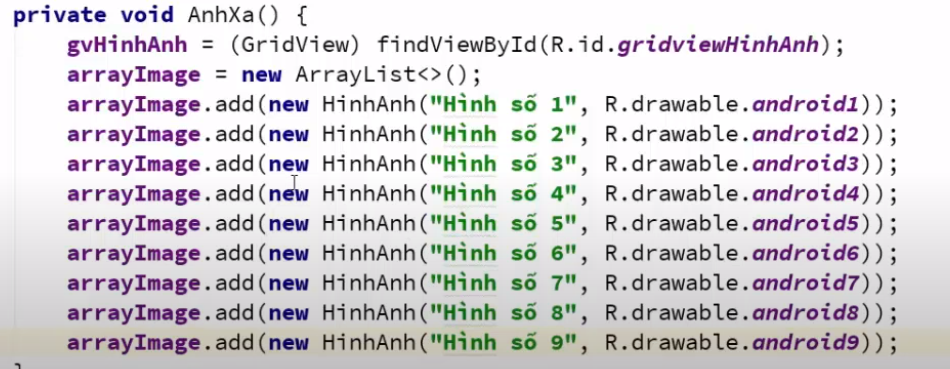 private void AnhXa() {
gvHinhAnh = (GridView) findViewById(R.id.gridviewHinhAnh);
arrayImage = new ArrayList<>();
arrayImage.add(new HinhAnh("Hình số 1", R.drawable.android1));
arrayImage.add(new HinhAnh("Hình số 2", R.drawable.android2));
arrayImage.add(new HinhAnh("Hình số 3", R.drawable.android3));
arrayImage.add(new HinhAnh("Hình số 4", R.drawable.android4));
arrayImage.add(new HinhAnh("Hình số 5", R.drawable.android5));
arrayImage.add(new HinhAnh("Hình số 6", R.drawable.android6));
arrayImage.add(new HinhAnh("Hình số 7", R.drawable.android7));
arrayImage.add(new HinhAnh("Hình số 8", R.drawable.android8));
arrayImage.add(new HinhAnh("Hình số 9", R.drawable.android9));
}